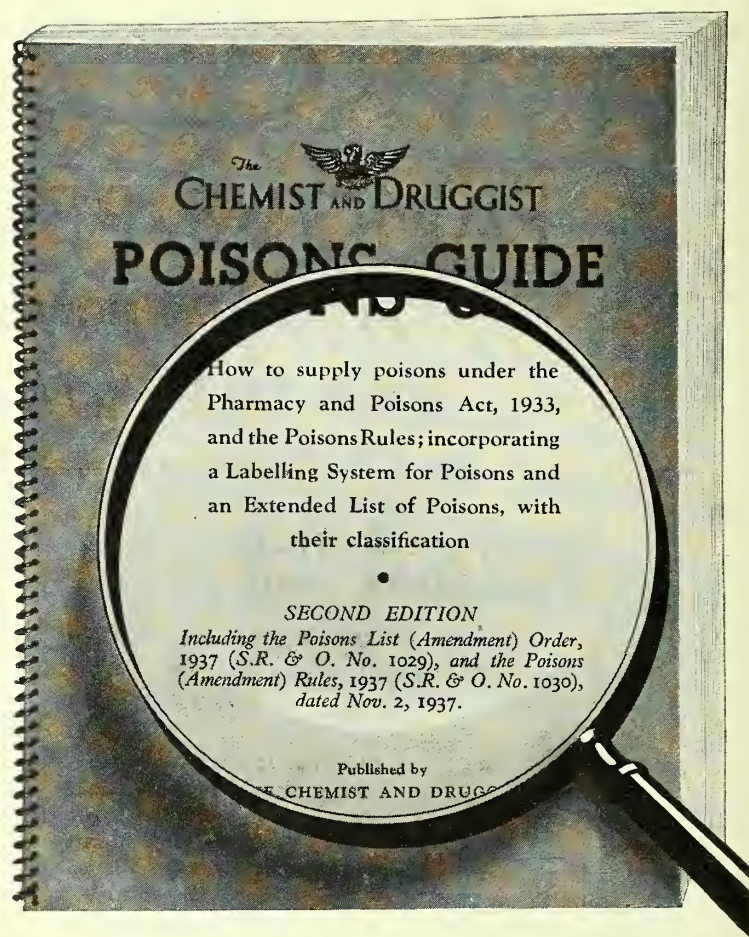 The
CHEMIST AND DRUGGIST
POISONS GUIDE
How to supply poisons under the
Pharmacy and Poisons Act, 1933,
and the Poisons Rules; incorporating
a Labelling System for Poisons and
an Extended List of Poisons, with
their classification
•
SECOND EDITION
Including the Poisons List (Amendment) Order,
1937 (S.R. & O. No. 1029), and the Poisons
(Amendment) Rules, 1937 (S.R. & O. No. 1030),
dated Nov. 2, 1937.
Published by
CHEMIST AND DRUGG